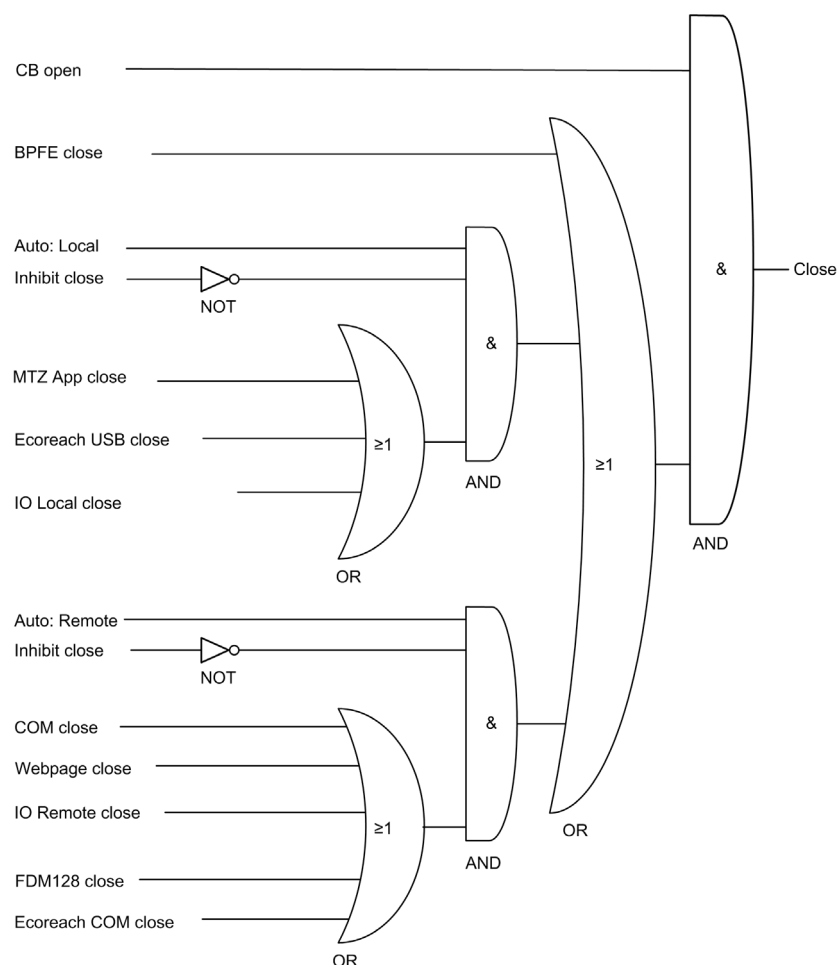 CB open
BPFE close
Auto: Local
Inhibit close
NOT
&
Close
&
MTZ App close
Ecoreach USB close
IO Local close
≥1
AND
OR
≥1
AND
Auto: Remote
Inhibit close
NOT
&
COM close
Webpage close
IO Remote close
FDM128 close
Ecoreach COM close
≥1
AND
OR
OR